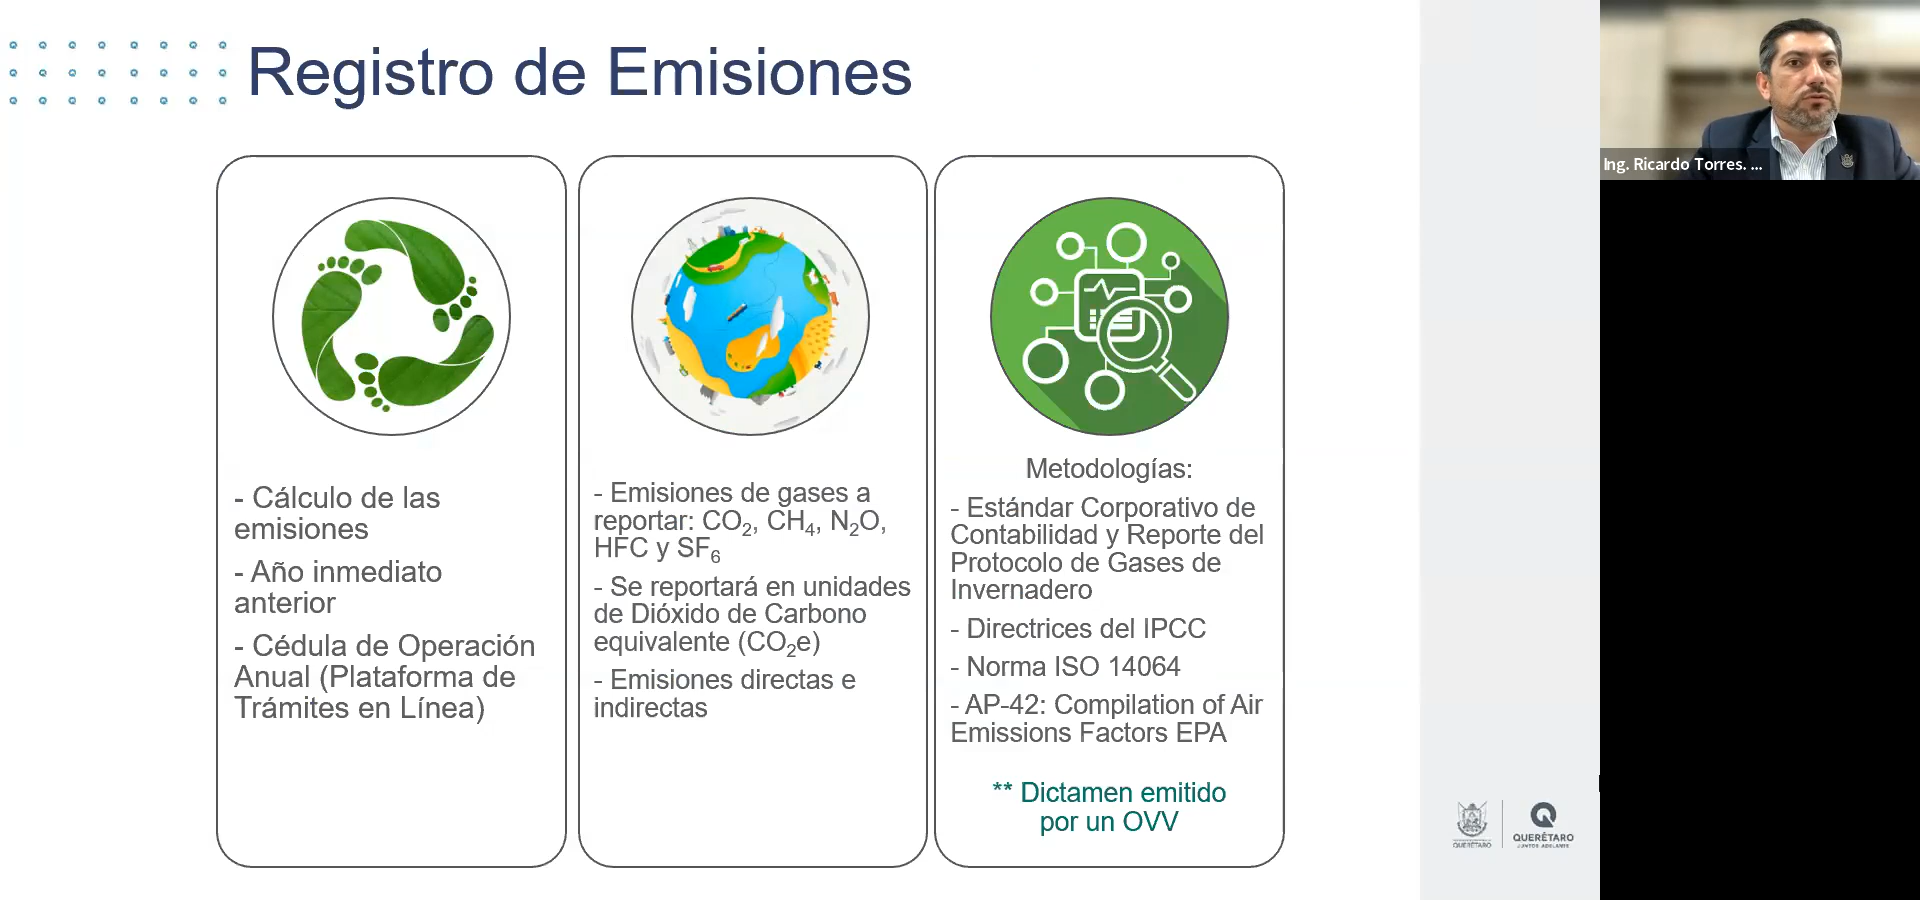 Registro de Emisiones
- Cálculo de las
emisiones
- Año inmediato
anterior
- Cédula de Operación
Anual (Plataforma de
Trámites en Línea)
- Emisiones de gases a
reportar: CO₂, CH₄, N₂O,
HFC y SF₆
- Se reportará en unidades
de Dióxido de Carbono
equivalente (CO₂e)
- Emisiones directas e
indirectas
Metodologías:
- Estándar Corporativo de
Contabilidad y Reporte del
Protocolo de Gases de
Invernadero
- Directrices del IPCC
- Norma ISO 14064
- AP-42: Compilation of Air
Emissions Factors EPA
** Dictamen emitido
por un OVV
Ing. Ricardo Torres. ...
QUERÉTARO
QUERÉTARO
JUNTOS ADELANTE